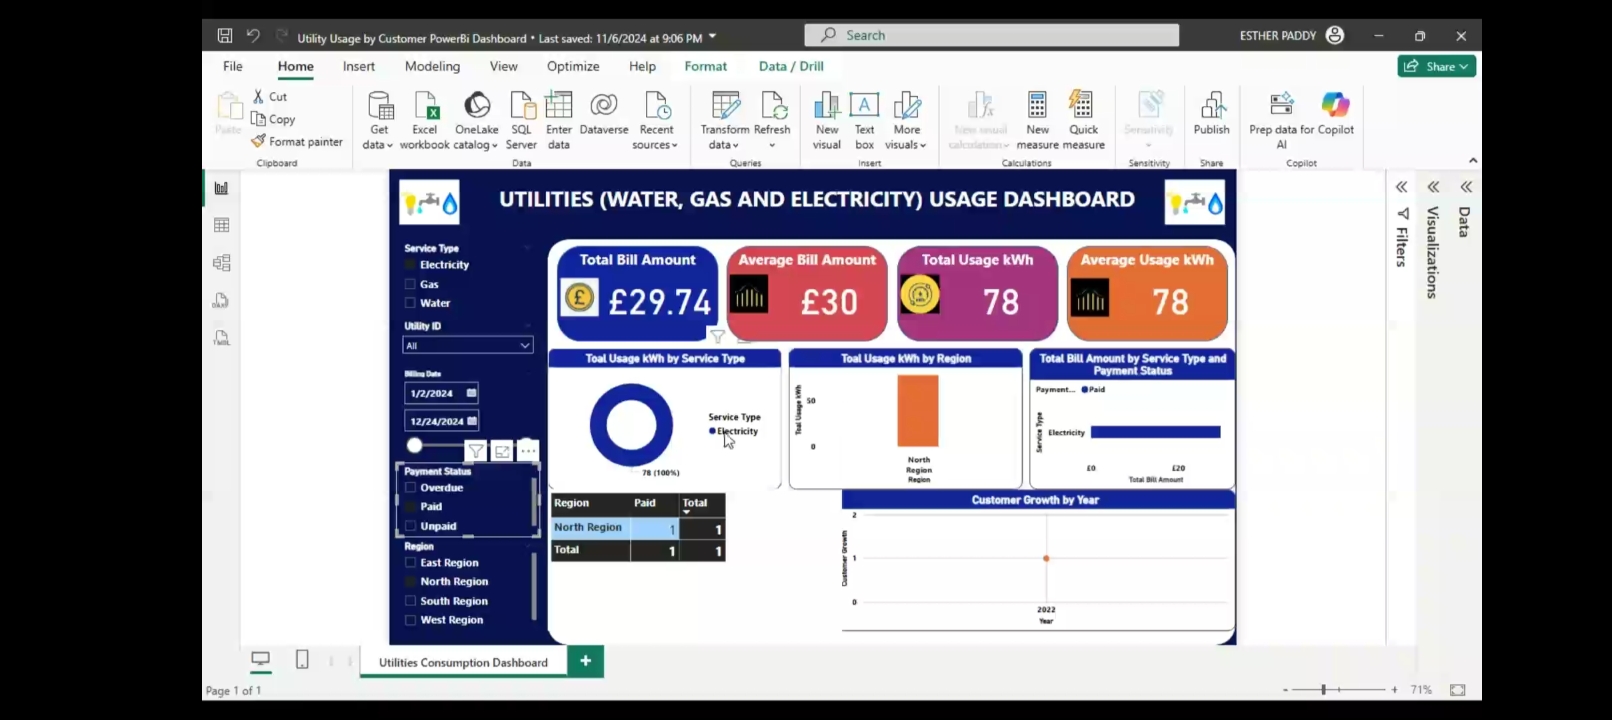 Utility Usage by Customer PowerBi Dashboard • Last saved: 11/6/2024 at 9:06 PM
Search
ESTHER PADDY
File Home Insert Modeling View Optimize Help Format Data / Drill
Share
Paste
Cut
Copy
Format painter
Clipboard
Get data
Excel workbook
OneLake catalog
SQL Server
Enter data
Dataverse
Recent sources
Data
Transform data
Refresh
Queries
New visual
Text box
More visuals
Insert
New visual calculation
New measure
Quick measure
Calculations
Sensitivity
Sensitivity
Publish
Share
Prep data for AI
Copilot
Copilot
UTILITIES (WATER, GAS AND ELECTRICITY) USAGE DASHBOARD
Service Type
Electricity
Gas
Water
Utility ID
All
Billing Date
1/2/2024
12/24/2024
Payment Status
Overdue
Paid
Unpaid
Region
East Region
North Region
South Region
West Region
Total Bill Amount
£29.74
Average Bill Amount
£30
Total Usage kWh
78
Average Usage kWh
78
Toal Usage kWh by Service Type
Service Type
Electricity
78 (100%)
Toal Usage kWh by Region
Toal Usage kWh
50
0
North
Region
Region
Total Bill Amount by Service Type and
Payment Status
Payment... Paid
Service Type
Electricity
£0 £20
Total Bill Amount
Region Paid Total
North Region 1 1
Total 1 1
Customer Growth by Year
Customer Growth
2
1
0
2022
Year
Filters
Visualizations
Data
Utilities Consumption Dashboard
Page 1 of 1
71%